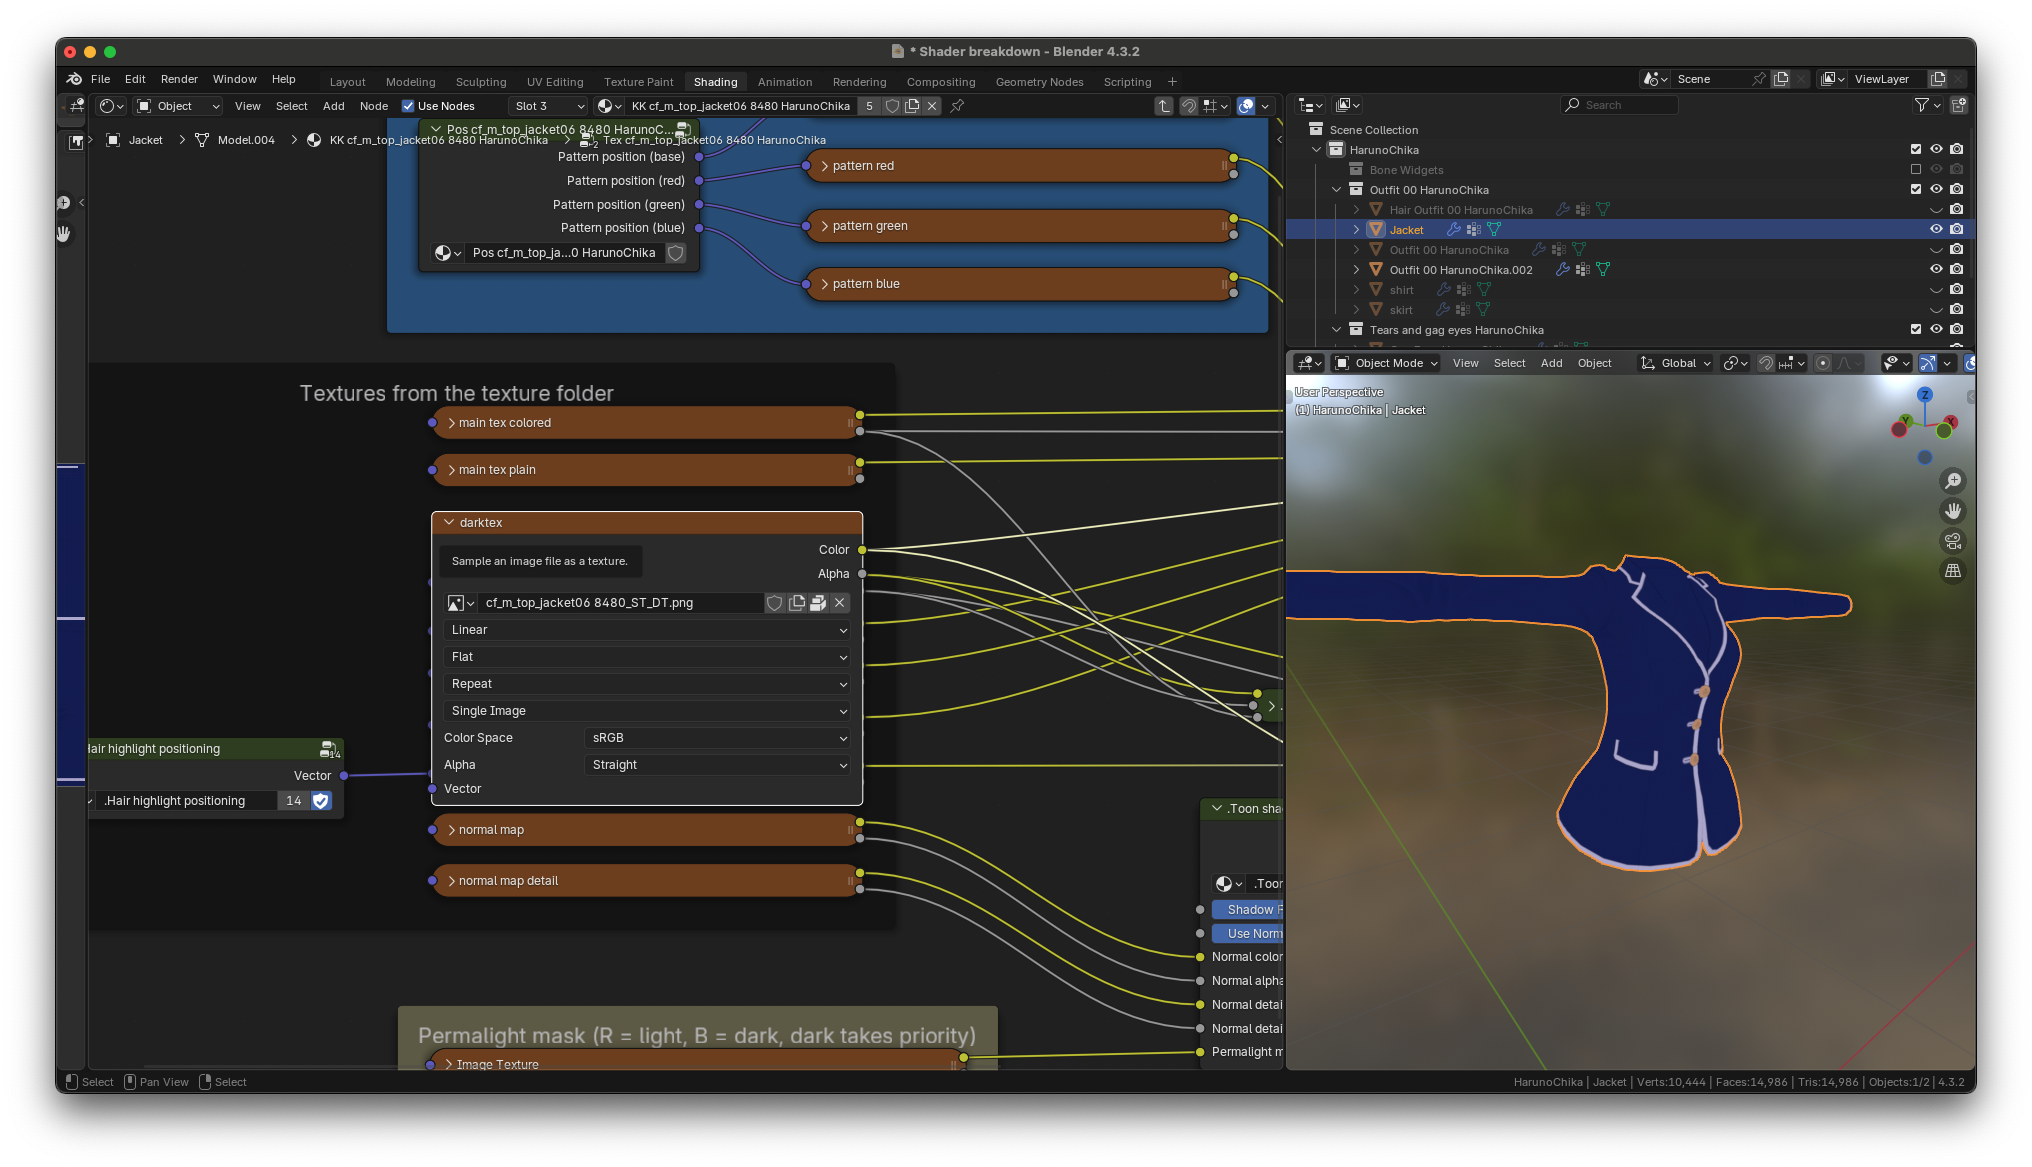 * Shader breakdown - Blender 4.3.2
File Edit Render Window Help Layout Modeling Sculpting UV Editing Texture Paint Shading Animation Rendering Compositing Geometry Nodes Scripting + Scene ViewLayer
Object View Select Add Node Use Nodes Slot 3 KK cf_m_top_jacket06 8480 HarunoChika 5
Pos cf_m_top_jacket06 8480 HarunoC...
Jacket > Model.004 > KK cf_m_top_jacket06 8480 HarunoChika > Tex cf_m_top_jacket06 8480 HarunoChika
Pattern position (base)
Pattern position (red)
Pattern position (green)
Pattern position (blue)
Pos cf_m_top_ja...0 HarunoChika
pattern red
pattern green
pattern blue
Textures from the texture folder
main tex colored
main tex plain
darktex
Color
Sample an image file as a texture.
Alpha
cf_m_top_jacket06 8480_ST_DT.png
Linear
Flat
Repeat
Single Image
Color Space sRGB
Alpha Straight
Vector
Hair highlight positioning
14
Vector
.Hair highlight positioning 14
normal map
normal map detail
.Toon sha
.Toon
Shadow
Use Norm
Normal color
Normal alpha
Normal detai
Normal detai
Permalight m
Permalight mask (R = light, B = dark, dark takes priority)
Image Texture
Search
Scene Collection
HarunoChika
Bone Widgets
Outfit 00 HarunoChika
Hair Outfit 00 HarunoChika
Jacket
Outfit 00 HarunoChika
Outfit 00 HarunoChika.002
shirt
skirt
Tears and gag eyes HarunoChika
Object Mode View Select Add Object Global
User Perspective
(1) HarunoChika | Jacket
Z
Y
X
Select Pan View Select
HarunoChika | Jacket | Verts:10,444 | Faces:14,986 | Tris:14,986 | Objects:1/2 | 4.3.2